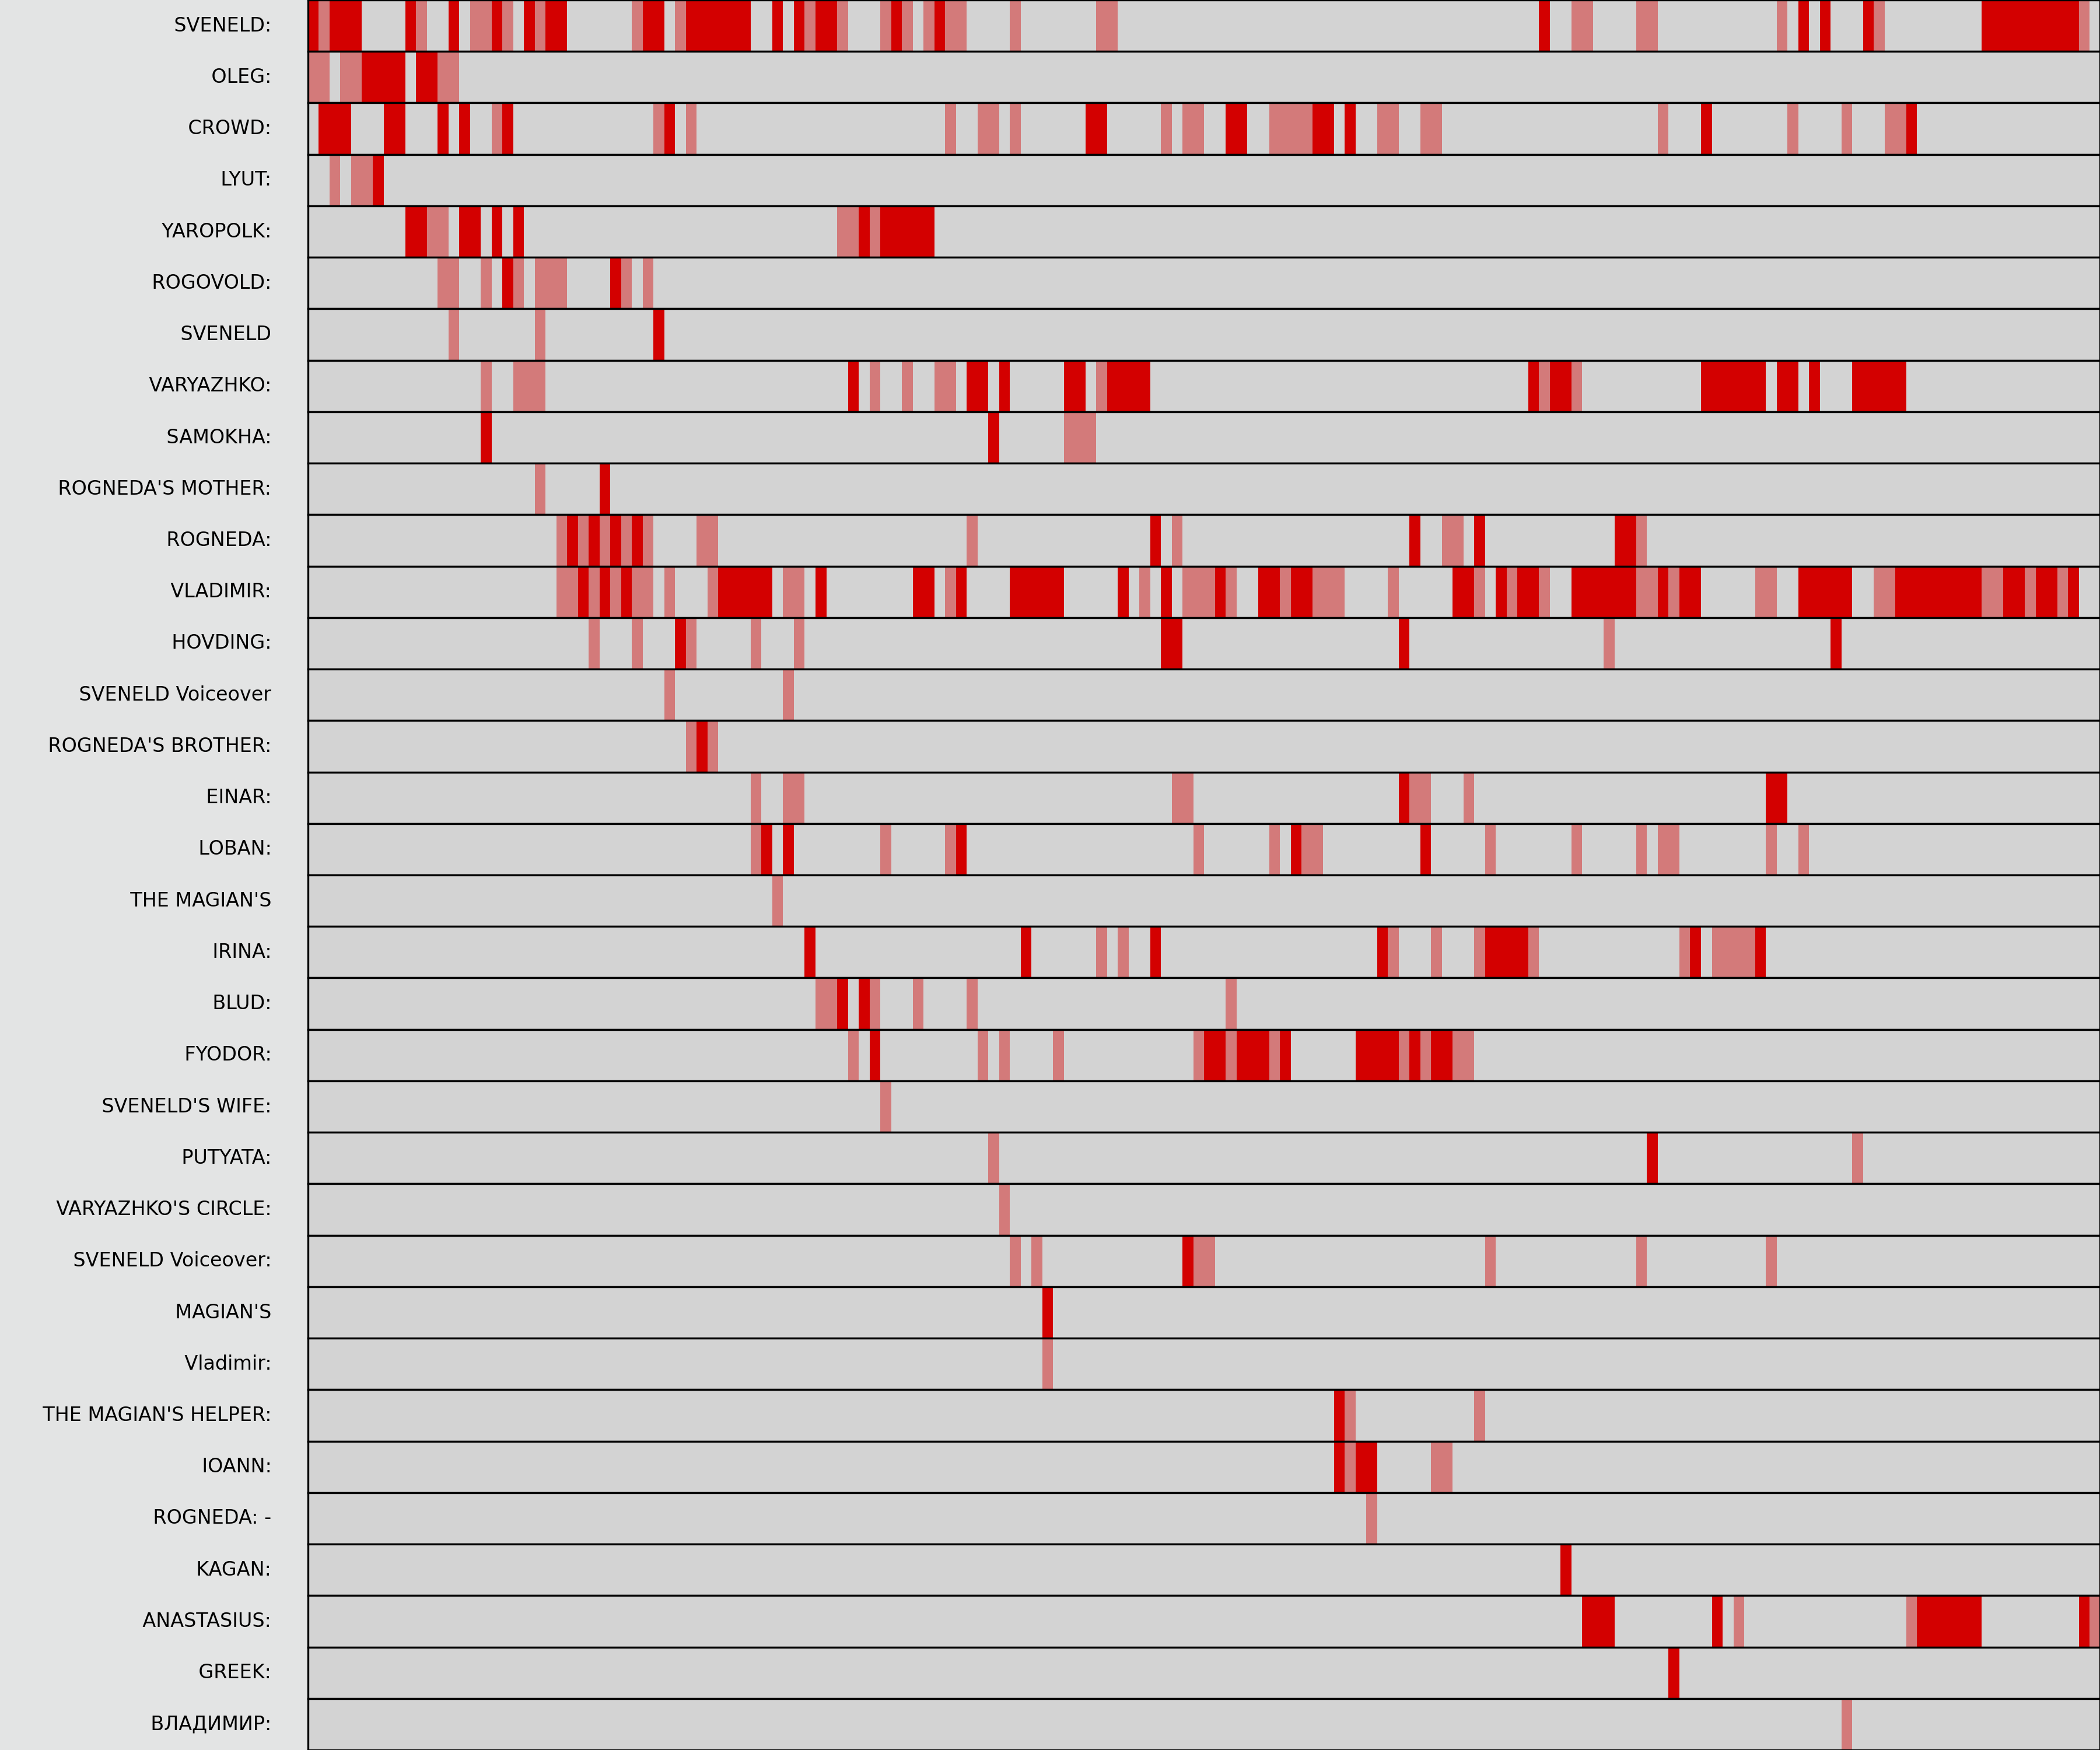 SVENELD:
OLEG:
CROWD:
LYUT:
YAROPOLK:
ROGOVOLD:
SVENELD
VARYAZHKO:
SAMOKHA:
ROGNEDA'S MOTHER:
ROGNEDA:
VLADIMIR:
HOVDING:
SVENELD Voiceover
ROGNEDA'S BROTHER:
EINAR:
LOBAN:
THE MAGIAN'S
IRINA:
BLUD:
FYODOR:
SVENELD'S WIFE:
PUTYATA:
VARYAZHKO'S CIRCLE:
SVENELD Voiceover:
MAGIAN'S
Vladimir:
THE MAGIAN'S HELPER:
IOANN:
ROGNEDA: -
KAGAN:
ANASTASIUS:
GREEK:
ВЛАДИМИР: